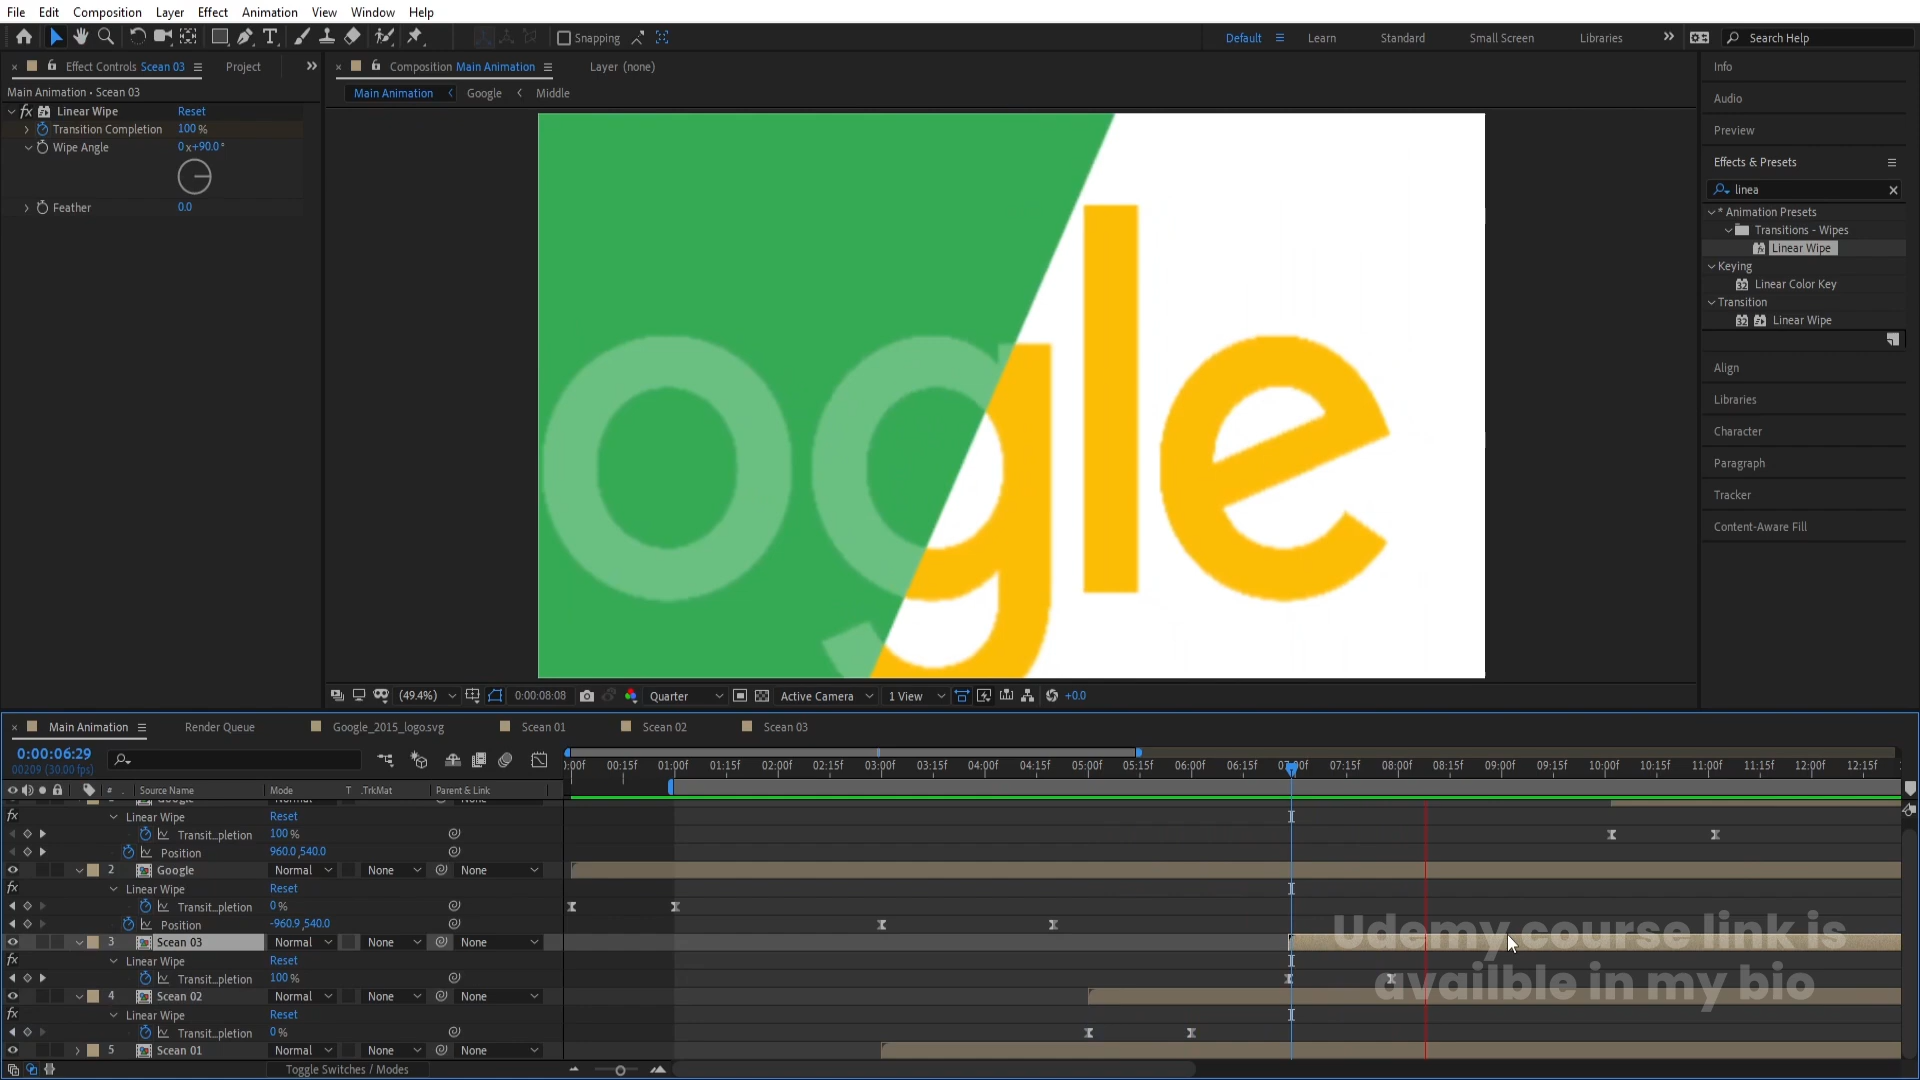 File Edit Composition Layer Effect Animation View Window Help
Snapping
Default Learn Standard Small Screen Libraries Search Help
Effect Controls Scean 03 Project
Composition Main Animation Layer (none)
Main Animation • Scean 03
Main Animation Google Middle
fx Linear Wipe Reset
Transition Completion 100 %
Wipe Angle 0 x+90.0 °
Feather 0.0
Info
Audio
Preview
Effects & Presets
linea
* Animation Presets
Transitions - Wipes
Linear Wipe
Keying
Linear Color Key
Transition
Linear Wipe
Align
Libraries
Character
Paragraph
Tracker
Content-Aware Fill
ogle
(49.4%) 0:00:08:08 Quarter Active Camera 1 View +0.0
Main Animation Render Queue Google_2015_logo.svg Scean 01 Scean 02 Scean 03
0:00:06:29
00209 (30.00 fps)
00f 00:15f 01:00f 01:15f 02:00f 02:15f 03:00f 03:15f 04:00f 04:15f 05:00f 05:15f 06:00f 06:15f 07:00f 07:15f 08:00f 08:15f 09:00f 09:15f 10:00f 10:15f 11:00f 11:15f 12:00f 12:15f
# Source Name Mode T .TrkMat Parent & Link
fx Linear Wipe Reset
Transit...pletion 100 %
Position 960.0,540.0
2 Google Normal None None
fx Linear Wipe Reset
Transit...pletion 0 %
Position -960.9,540.0
3 Scean 03 Normal None None
fx Linear Wipe Reset
Transit...pletion 100 %
4 Scean 02 Normal None None
fx Linear Wipe Reset
Transit...pletion 0 %
5 Scean 01 Normal None None
Toggle Switches / Modes
Udemy course link is
availble in my bio